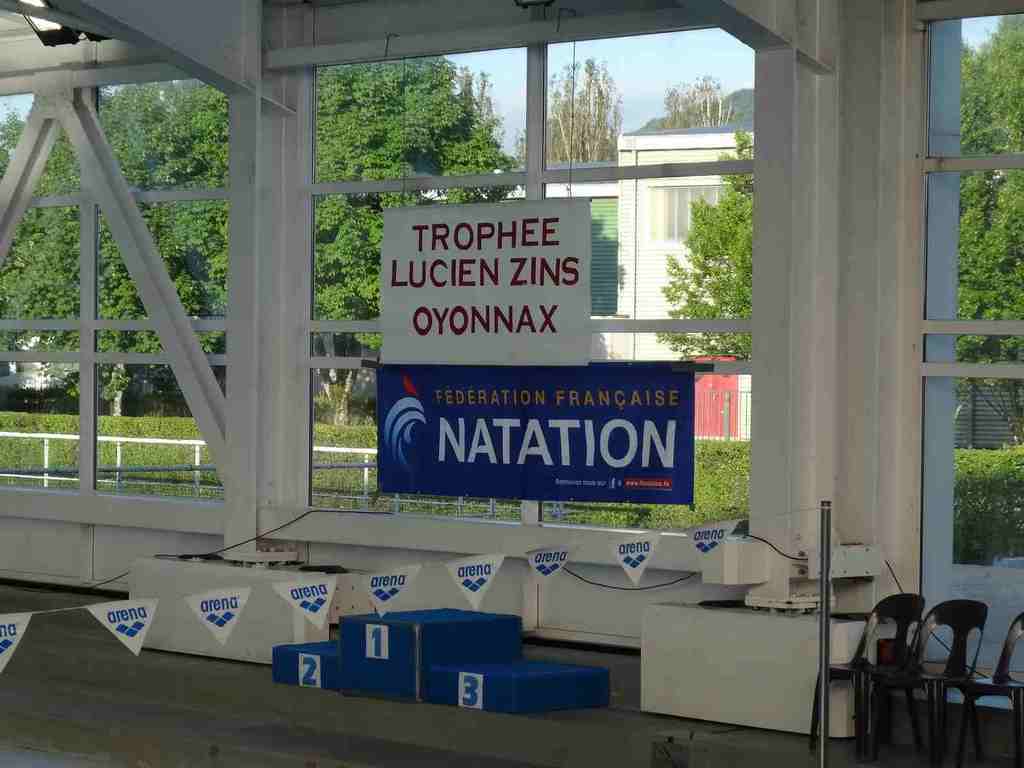 TROPHEE
LUCIEN ZINS
OYONNAX
FÉDÉRATION FRANÇAISE
NATATION
arena
arena
arena
arena
arena
arena
arena
arena
arena
1
2
3